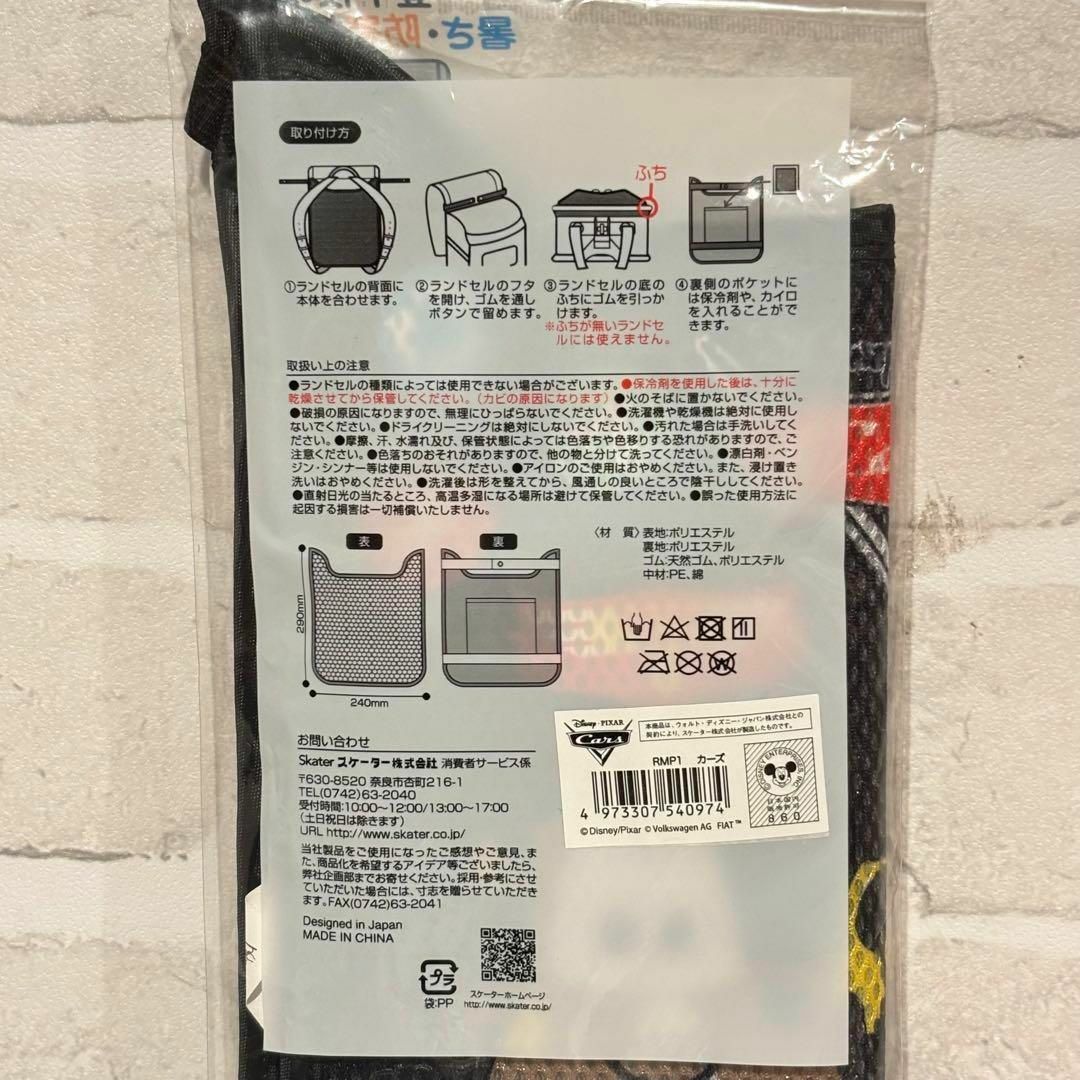 取り付け方
ふち
①ランドセルの背面に
本体を合わせます。
②ランドセルのフタ
を開け、ゴムを通し
ボタンで留めます。
③ランドセルの底の
ふちにゴムを引っか
けます。
※ふちが無いランドセ
ルには使えません。
④裏側のポケットに
は保冷剤や、カイロ
を入れることがで
きます。
取扱い上の注意
●ランドセルの種類によっては使用できない場合がございます。●保冷剤を使用した後は、十分に
乾燥させてから保管してください。(カビの原因になります)●火のそばに置かないでください。
●破損の原因になりますので、無理にひっぱらないでください。●洗濯機や乾燥機は絶対に使用し
ないでください。●ドライクリーニングは絶対にしないでください。●汚れた場合は手洗いしてく
ださい。●摩擦、汗、水濡れ及び、保管状態によっては色落ちや色移りする恐れがありますので、ご
注意ください。●色落ちのおそれがありますので、他の物と分けて洗ってください。●漂白剤・ベン
ジン・シンナー等は使用しないでください。●アイロンのご使用はおやめください。また、浸け置き
洗いはおやめください。●洗濯後は形を整えてから、風通しの良いところで陰干ししてください。
●直射日光の当たるところ、高温多湿になる場所は避けて保管してください。●誤った使用方法に
起因する損害は一切補償いたしません。
〈材 質〉表地:ポリエステル
裏地:ポリエステル
ゴム:天然ゴム、ポリエステル
中材:PE、綿
表
裏
290mm
240mm
お問い合わせ
Skater スケーター株式会社 消費者サービス係
〒630-8520 奈良市杏町216-1
TEL(0742)63-2040
受付時間:10:00〜12:00/13:00〜17:00
(土日祝日は除きます)
URL http://www.skater.co.jp/
当社製品をご使用になったご感想やご意見、ま
た、商品化を希望するアイデア等ございましたら、
弊社企画部までお寄せください。採用・参考にさせ
ていただいた場合には、寸志を贈らせていただきま
す。FAX(0742)63-2041
Designed in Japan
MADE IN CHINA
プラ
袋:PP
スケーターホームページ
http://www.skater.co.jp/
Disney・PIXAR
Cars
本商品は、ウォルト・ディズニー・ジャパン株式会社との
契約により、スケーター株式会社が製造したものです。
RMP1 カーズ
4 973307 540974
©Disney/Pixar ©Volkswagen AG FIAT™
©DISNEY ENTERPRISES, INC.
日本国内
販売許可
860